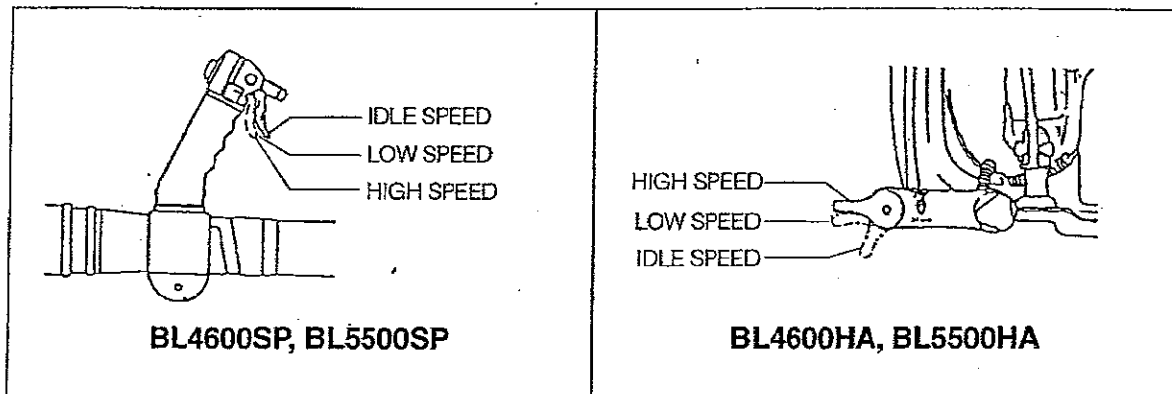 IDLE SPEED
LOW SPEED
HIGH SPEED
BL4600SP, BL5500SP
HIGH SPEED
LOW SPEED
IDLE SPEED
BL4600HA, BL5500HA